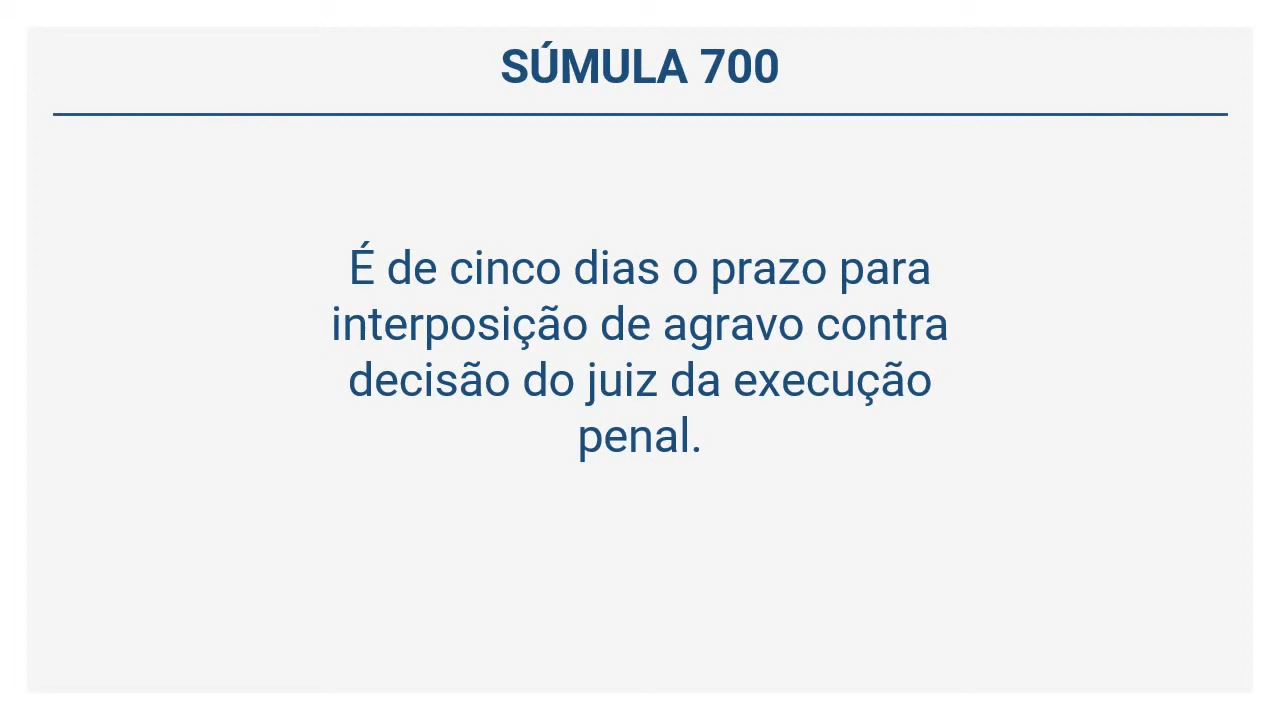 SÚMULA 700
É de cinco dias o prazo para
interposição de agravo contra
decisão do juiz da execução
penal.